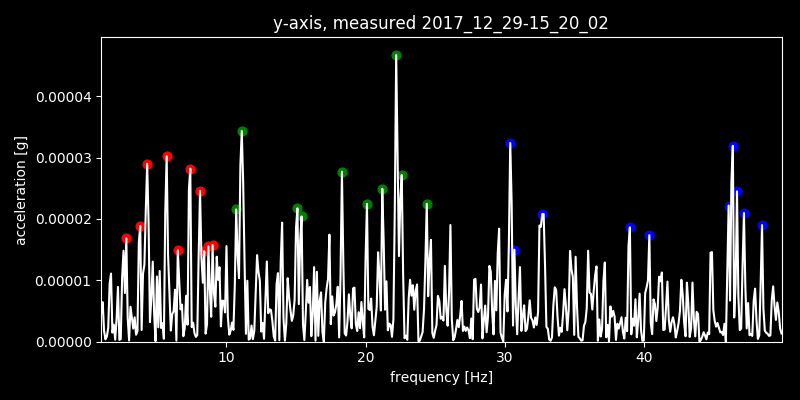 y-axis, measured 2017_12_29-15_20_02
0.00004
0.00003
0.00002
0.00001
0.00000
acceleration [g]
10 20 30 40
frequency [Hz]